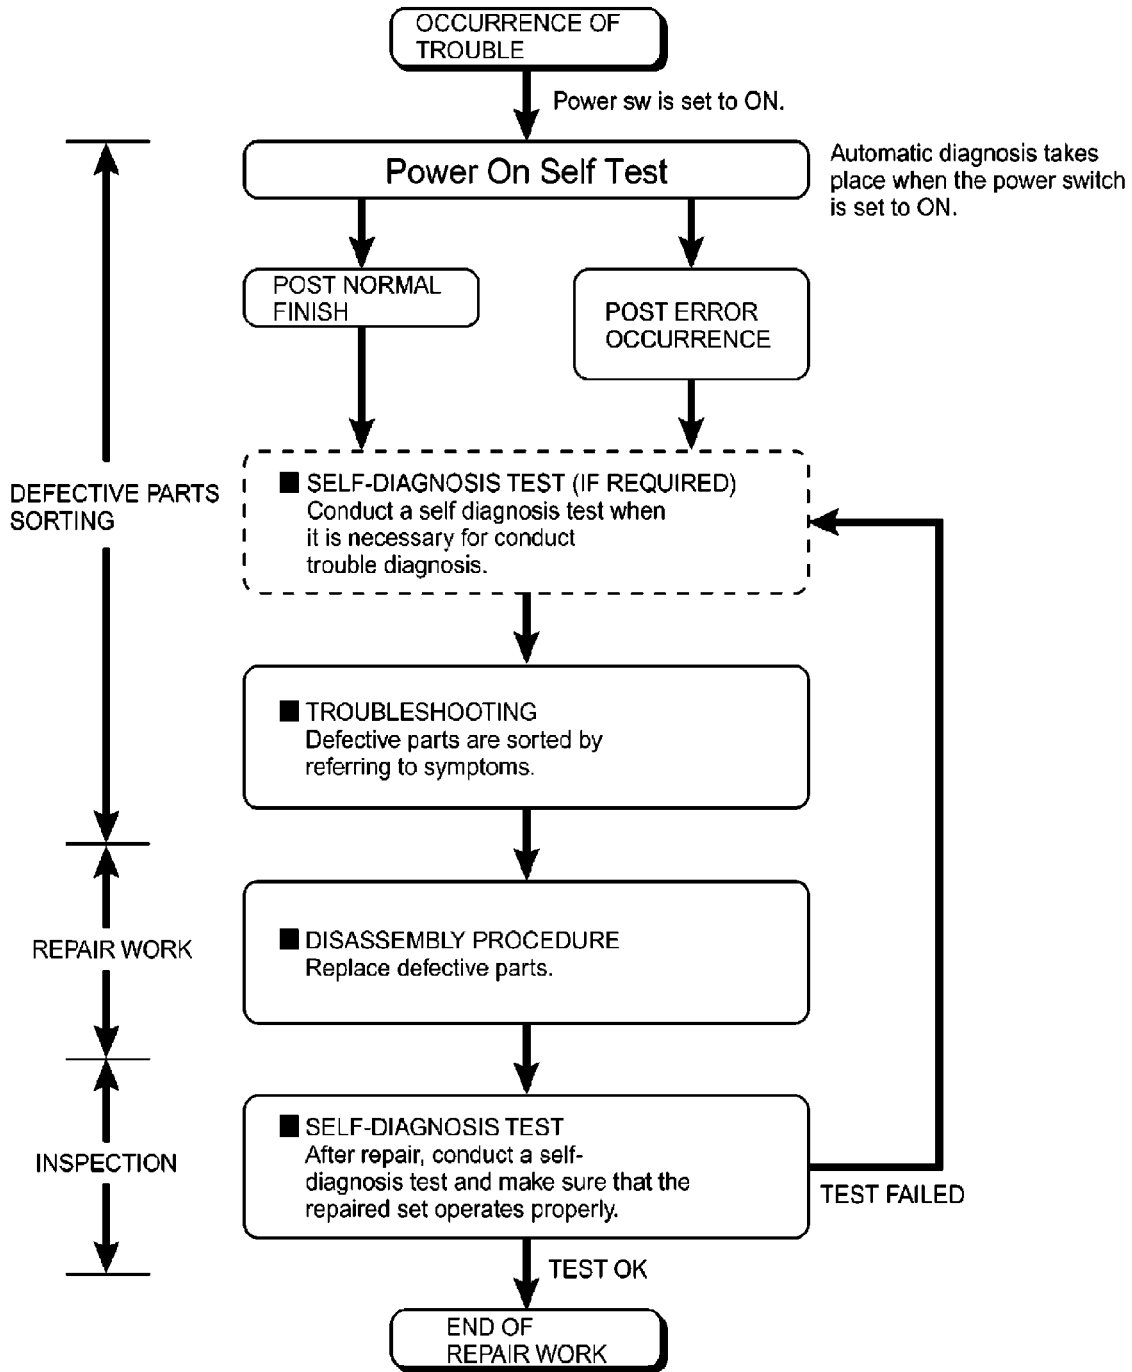 OCCURRENCE OF
TROUBLE
Power sw is set to ON.
Power On Self Test
Automatic diagnosis takes
place when the power switch
is set to ON.
POST NORMAL
FINISH
POST ERROR
OCCURRENCE
DEFECTIVE PARTS
SORTING
■ SELF-DIAGNOSIS TEST (IF REQUIRED)
Conduct a self diagnosis test when
it is necessary for conduct
trouble diagnosis.
■ TROUBLESHOOTING
Defective parts are sorted by
referring to symptoms.
REPAIR WORK
■ DISASSEMBLY PROCEDURE
Replace defective parts.
INSPECTION
■ SELF-DIAGNOSIS TEST
After repair, conduct a self-
diagnosis test and make sure that the
repaired set operates properly.
TEST FAILED
TEST OK
END OF
REPAIR WORK